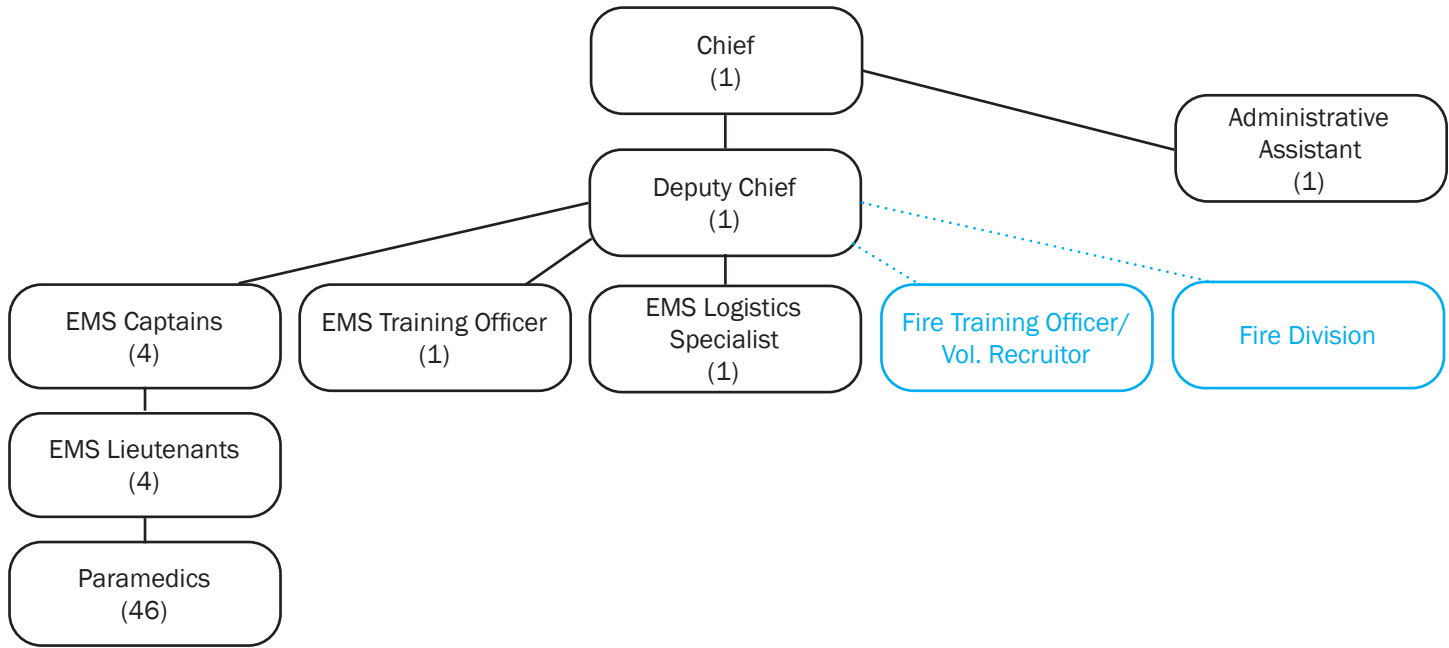 Chief
(1)
Administrative
Assistant
(1)
Deputy Chief
(1)
EMS Captains
(4)
EMS Training Officer
(1)
EMS Logistics
Specialist
(1)
Fire Training Officer/
Vol. Recruitor
Fire Division
EMS Lieutenants
(4)
Paramedics
(46)